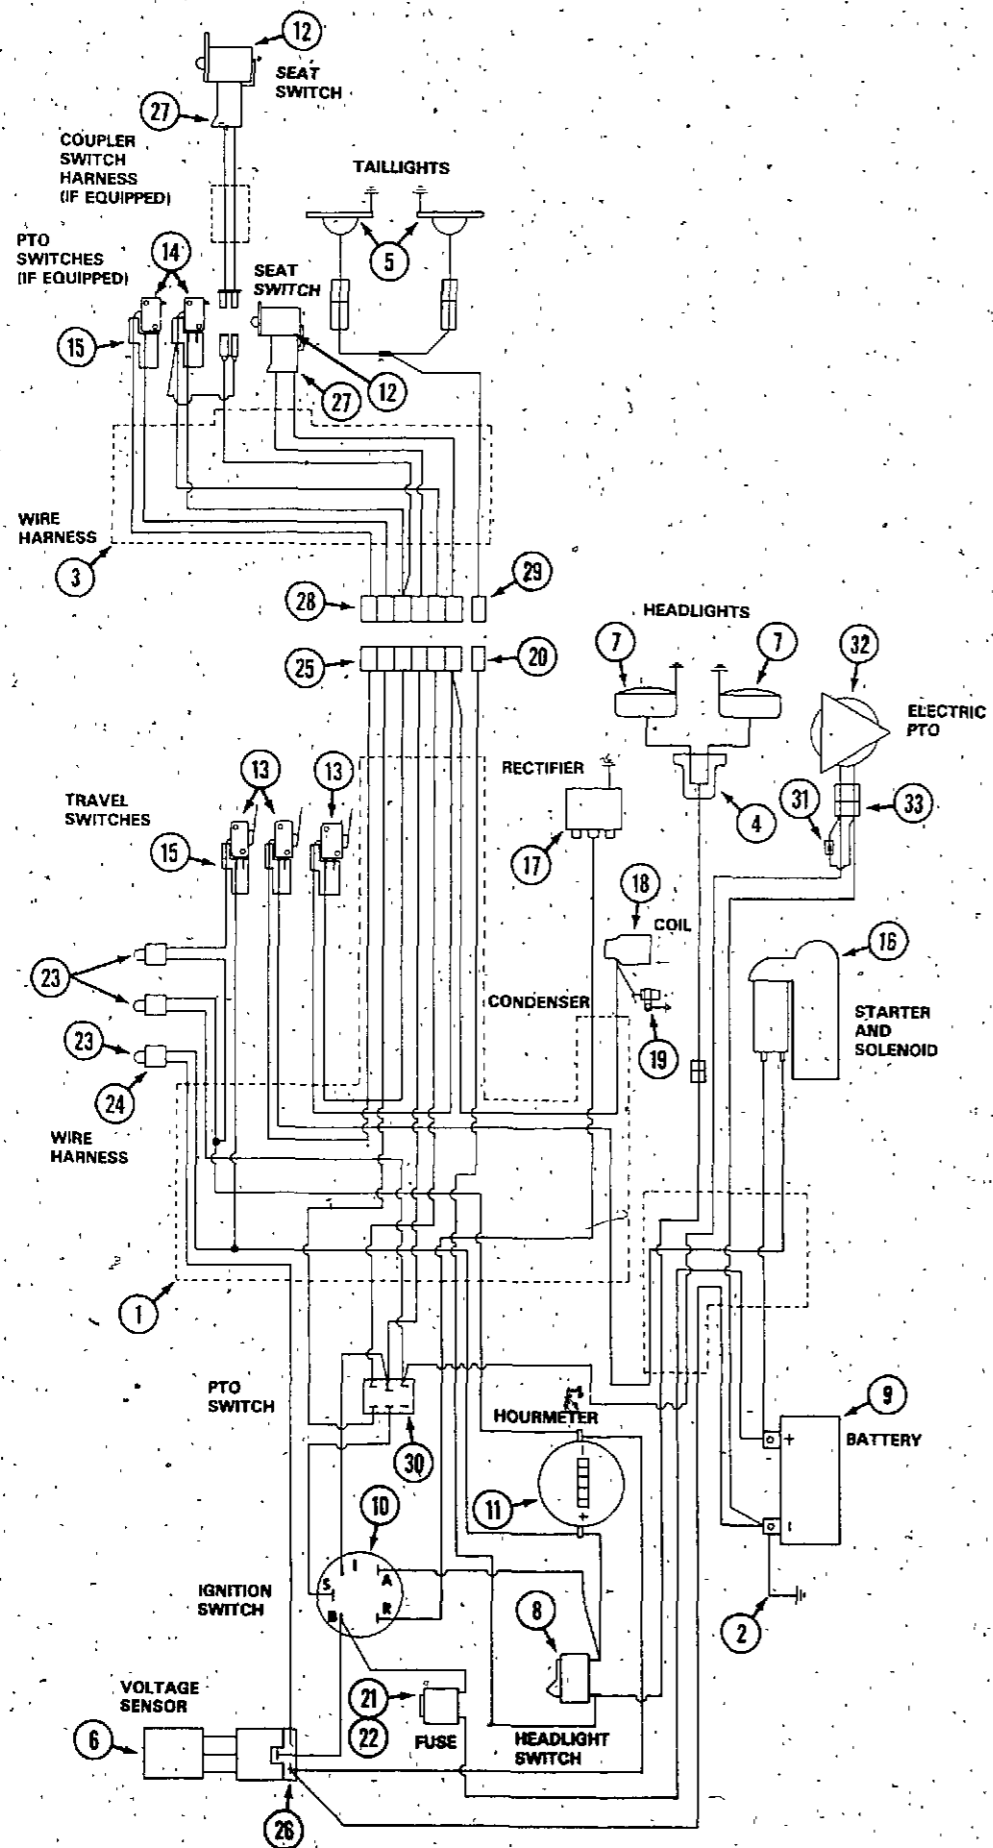 12
SEAT
SWITCH
27
COUPLER
SWITCH
HARNESS
(IF EQUIPPED)
TAILLIGHTS
5
PTO
SWITCHES
(IF EQUIPPED)
14
SEAT
SWITCH
15
12
27
WIRE
HARNESS
3
28
29
25
20
HEADLIGHTS
7
7
32
ELECTRIC
PTO
RECTIFIER
17
4
31
33
TRAVEL
SWITCHES
13
13
15
18
COIL
16
CONDENSER
19
STARTER
AND
SOLENOID
23
23
24
WIRE
HARNESS
1
PTO
SWITCH
30
HOURMETER
11
−
+
9
BATTERY
+
-
2
10
IGNITION
SWITCH
I
S
A
B
R
8
HEADLIGHT
SWITCH
21
22
FUSE
VOLTAGE
SENSOR
6
26